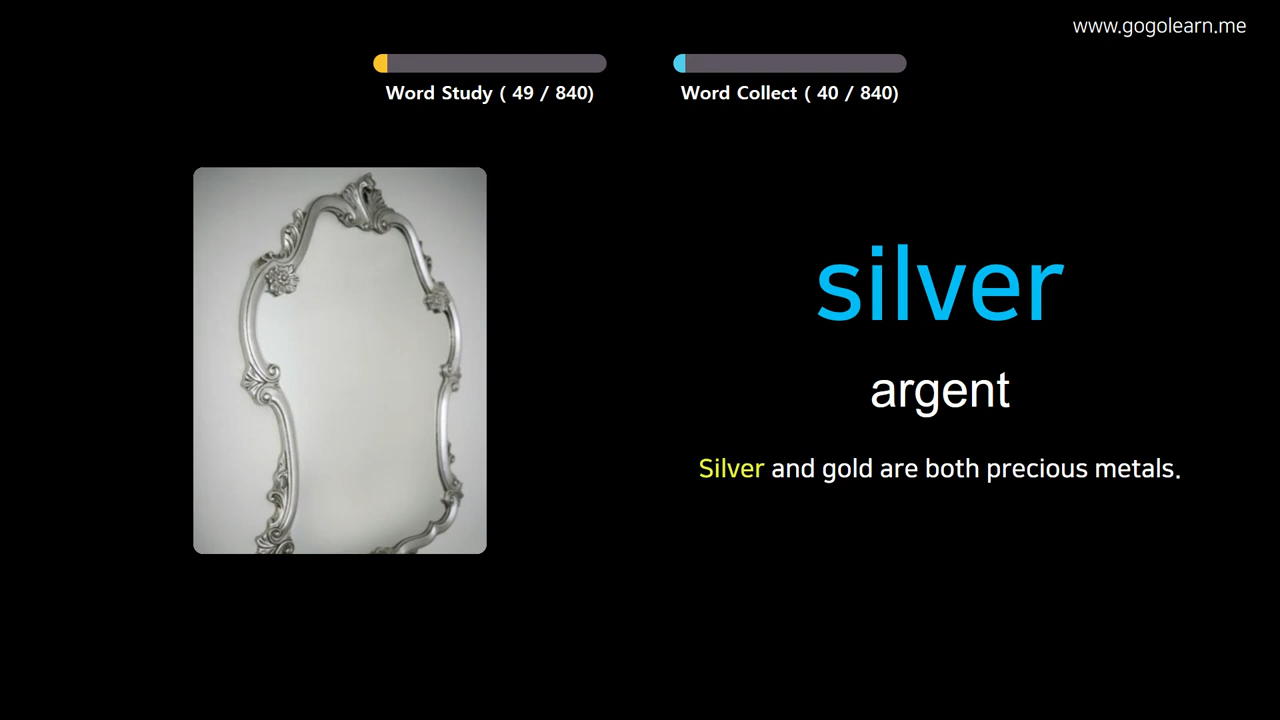 www.gogolearn.me
Word Study ( 49 / 840)
Word Collect ( 40 / 840)
silver
argent
Silver and gold are both precious metals.